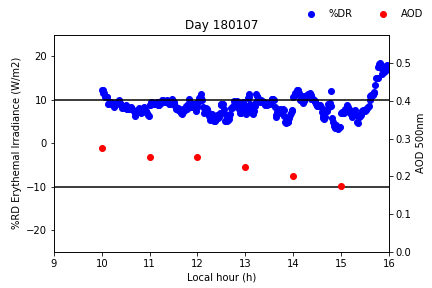 %DR AOD
Day 180107
%RD Erythermal Irradiance (W/m2)
20
10
0
−10
−20
0.5
0.4
0.3
0.2
0.1
0.0
AOD 500nm
9 10 11 12 13 14 15 16
Local hour (h)